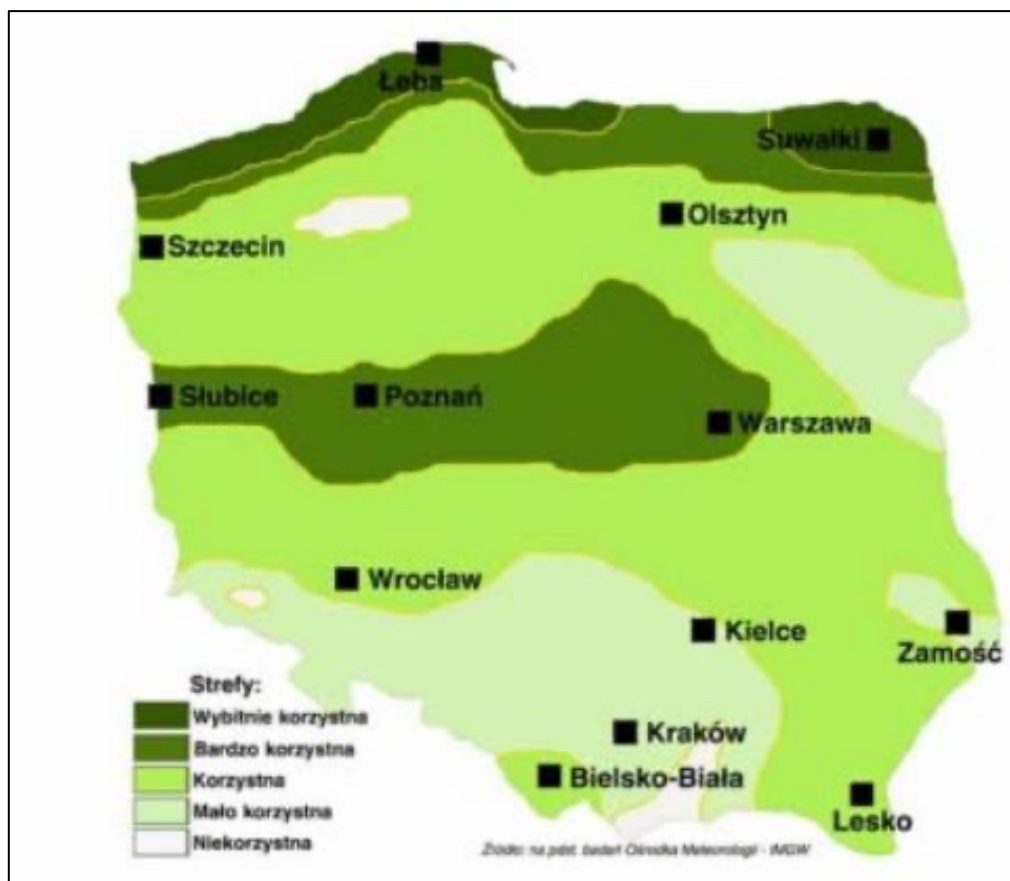 Łeba
Suwałki
Olsztyn
Szczecin
Słubice
Poznań
Warszawa
Wrocław
Kielce
Zamość
Strefy:
Wybitnie korzystna
Bardzo korzystna
Korzystna
Mało korzystna
Niekorzystna
Kraków
Bielsko-Biała
Lesko
Źródło: na pdst. badań Ośrodka Meteorologii - IMGW